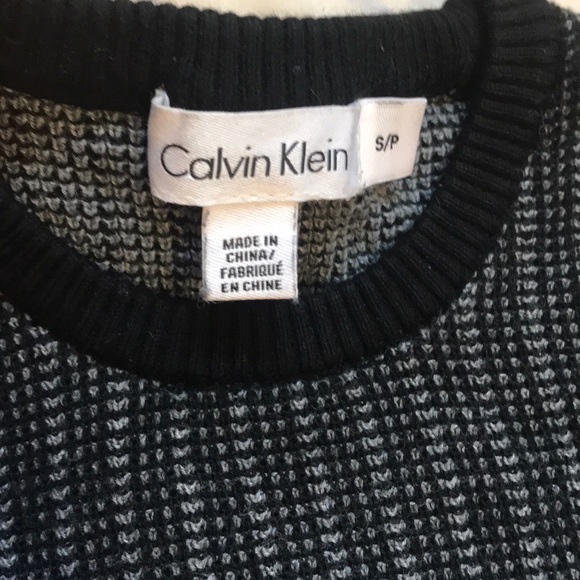 Calvin Klein
S/P
MADE IN
CHINA/
FABRIQUÉ
EN CHINE